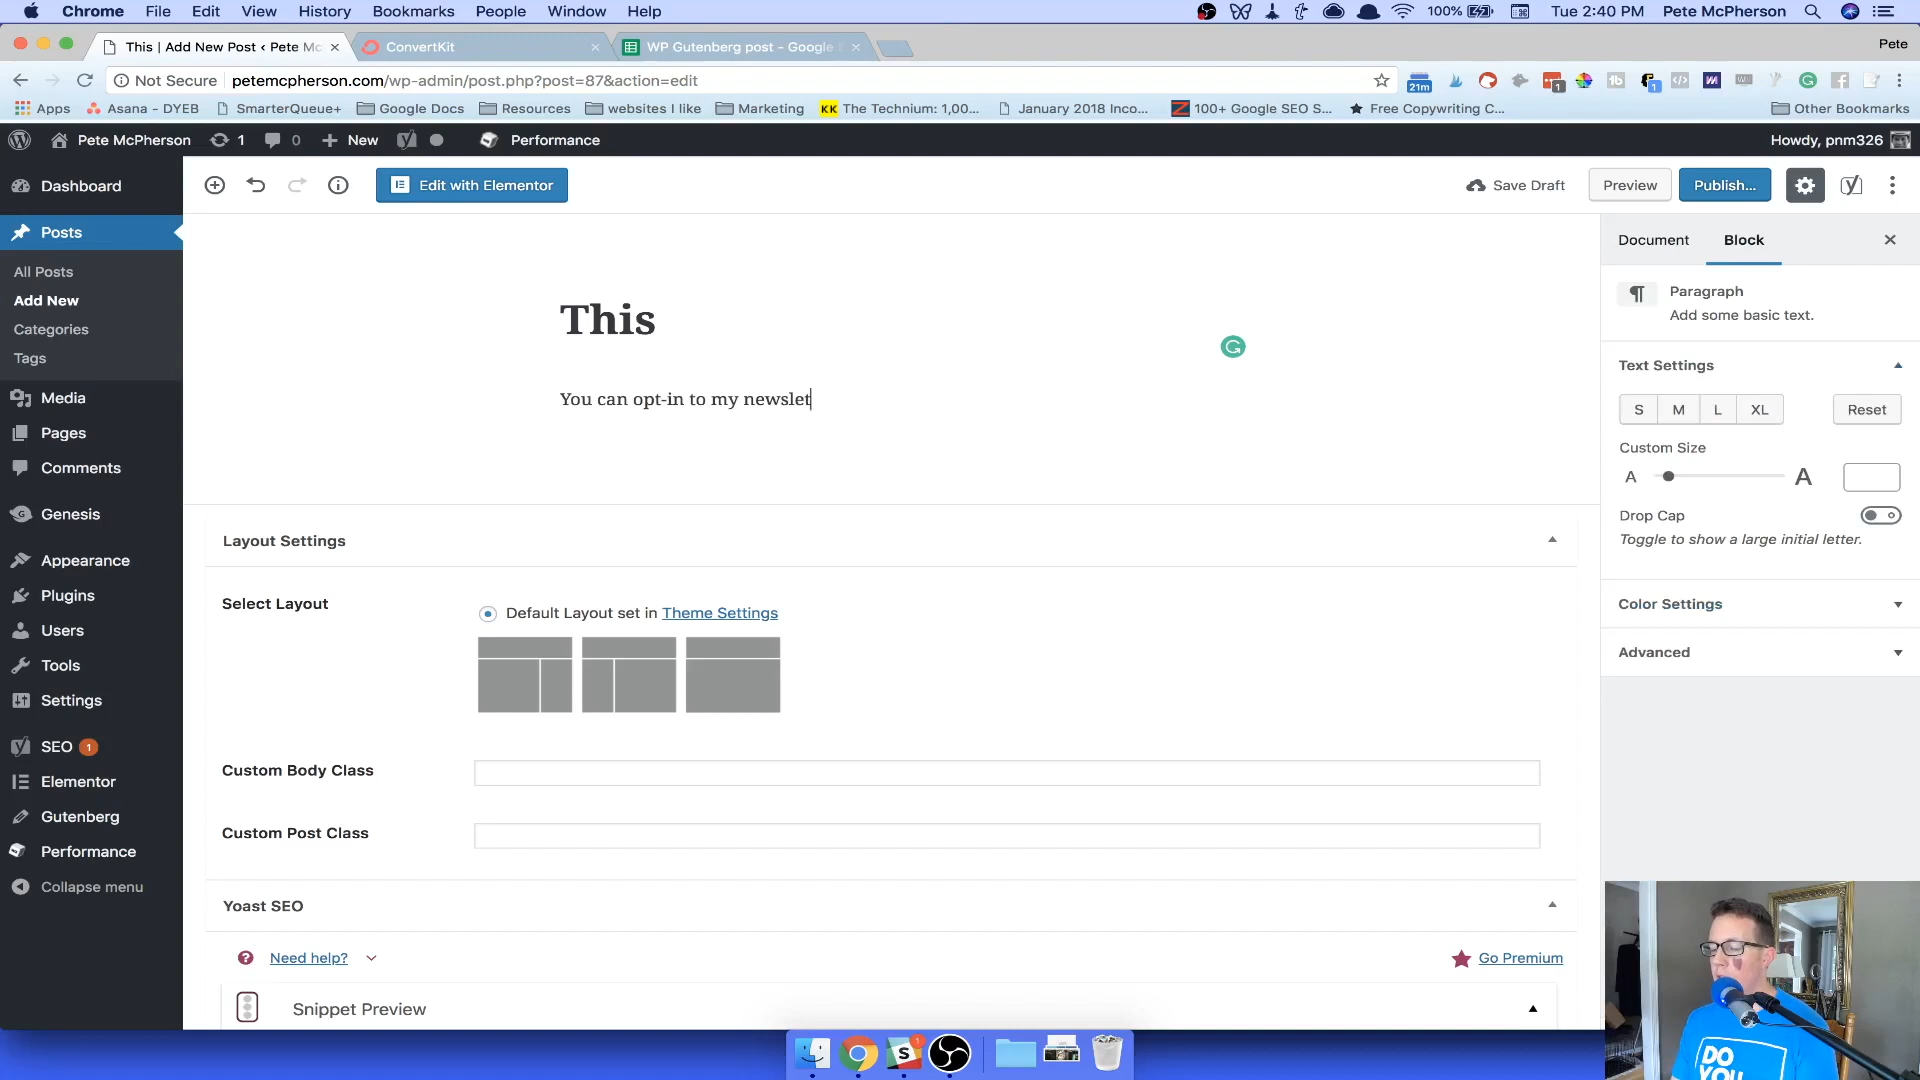 Chrome File Edit View History Bookmarks People Window Help 100% Tue 2:40 PM Pete McPherson
This | Add New Post ‹ Pete Mc
ConvertKit
WP Gutenberg post - Google
Pete
Not Secure petemcpherson.com/wp-admin/post.php?post=87&action=edit
21m 1 tb 1
Apps Asana - DYEB SmarterQueue+ Google Docs Resources websites I like Marketing KK The Technium: 1,00... January 2018 Inco... 100+ Google SEO S... Free Copywriting C... Other Bookmarks
Pete McPherson 1 0 New Performance Howdy, pnm326
Dashboard
Posts
All Posts
Add New
Categories
Tags
Media
Pages
Comments
Genesis
Appearance
Plugins
Users
Tools
Settings
SEO 1
Elementor
Gutenberg
Performance
Collapse menu
Edit with Elementor
Save Draft Preview Publish...
This
You can opt-in to my newslet
Document Block
Paragraph
Add some basic text.
Text Settings
S M L XL Reset
Custom Size
A A
Drop Cap
Toggle to show a large initial letter.
Color Settings
Advanced
Layout Settings
Select Layout
Default Layout set in Theme Settings
Custom Body Class
Custom Post Class
Yoast SEO
Need help?
Go Premium
Snippet Preview
S 1
DO
YOU